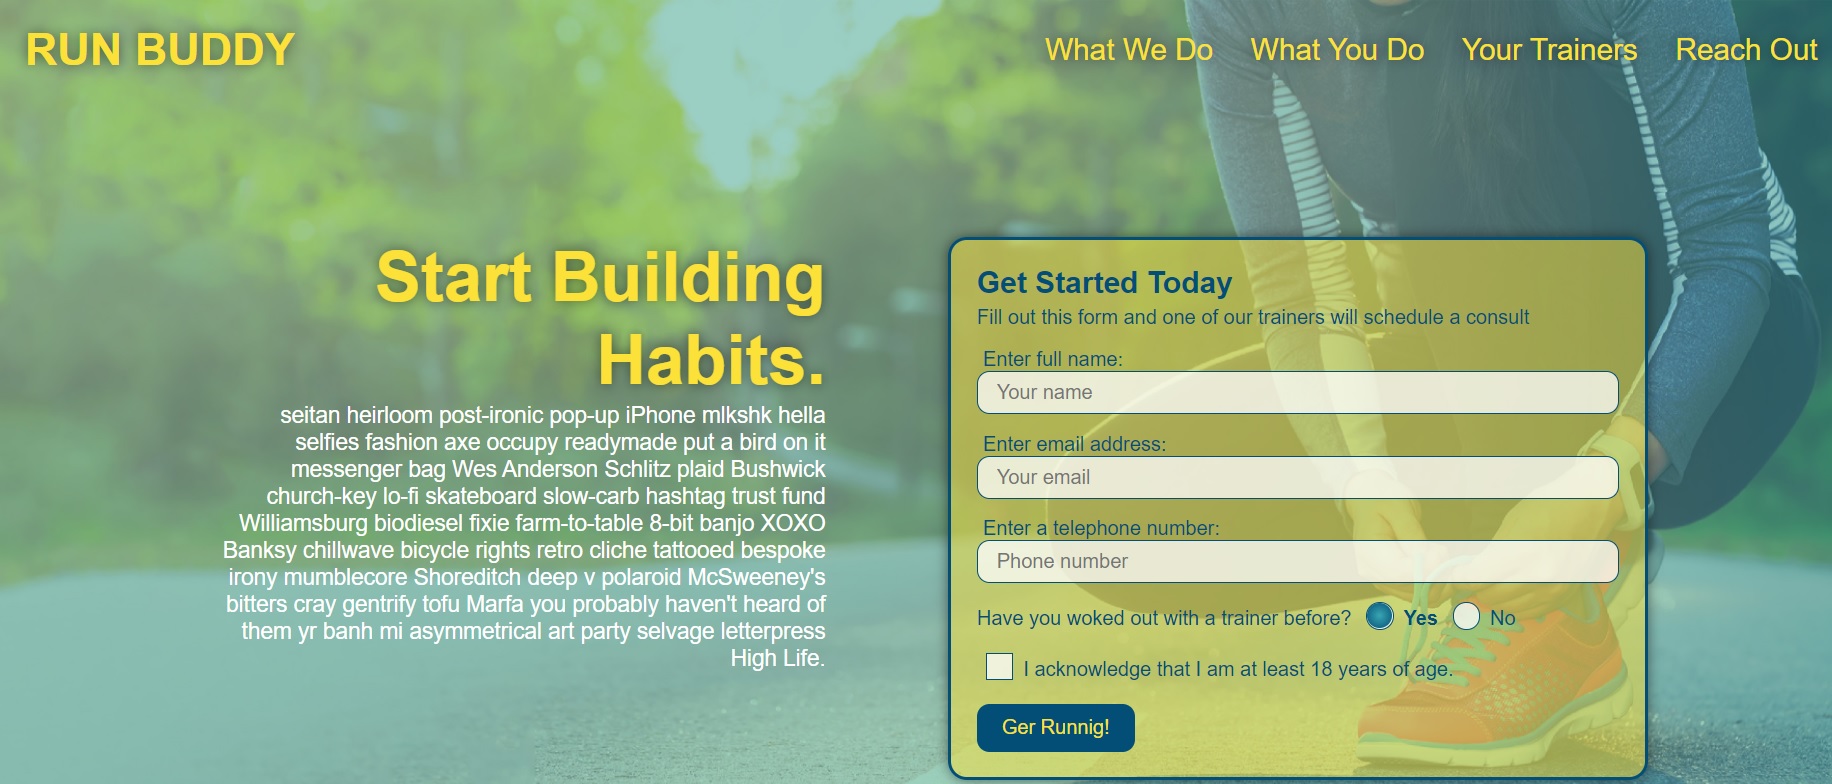 RUN BUDDY
What We Do What You Do Your Trainers Reach Out
Start Building
Habits.
seitan heirloom post-ironic pop-up iPhone mlkshk hella
selfies fashion axe occupy readymade put a bird on it
messenger bag Wes Anderson Schlitz plaid Bushwick
church-key lo-fi skateboard slow-carb hashtag trust fund
Williamsburg biodiesel fixie farm-to-table 8-bit banjo XOXO
Banksy chillwave bicycle rights retro cliche tattooed bespoke
irony mumblecore Shoreditch deep v polaroid McSweeney's
bitters cray gentrify tofu Marfa you probably haven't heard of
them yr banh mi asymmetrical art party selvage letterpress
High Life.
Get Started Today
Fill out this form and one of our trainers will schedule a consult
Enter full name:
Your name
Enter email address:
Your email
Enter a telephone number:
Phone number
Have you woked out with a trainer before? Yes No
I acknowledge that I am at least 18 years of age.
Ger Runnig!